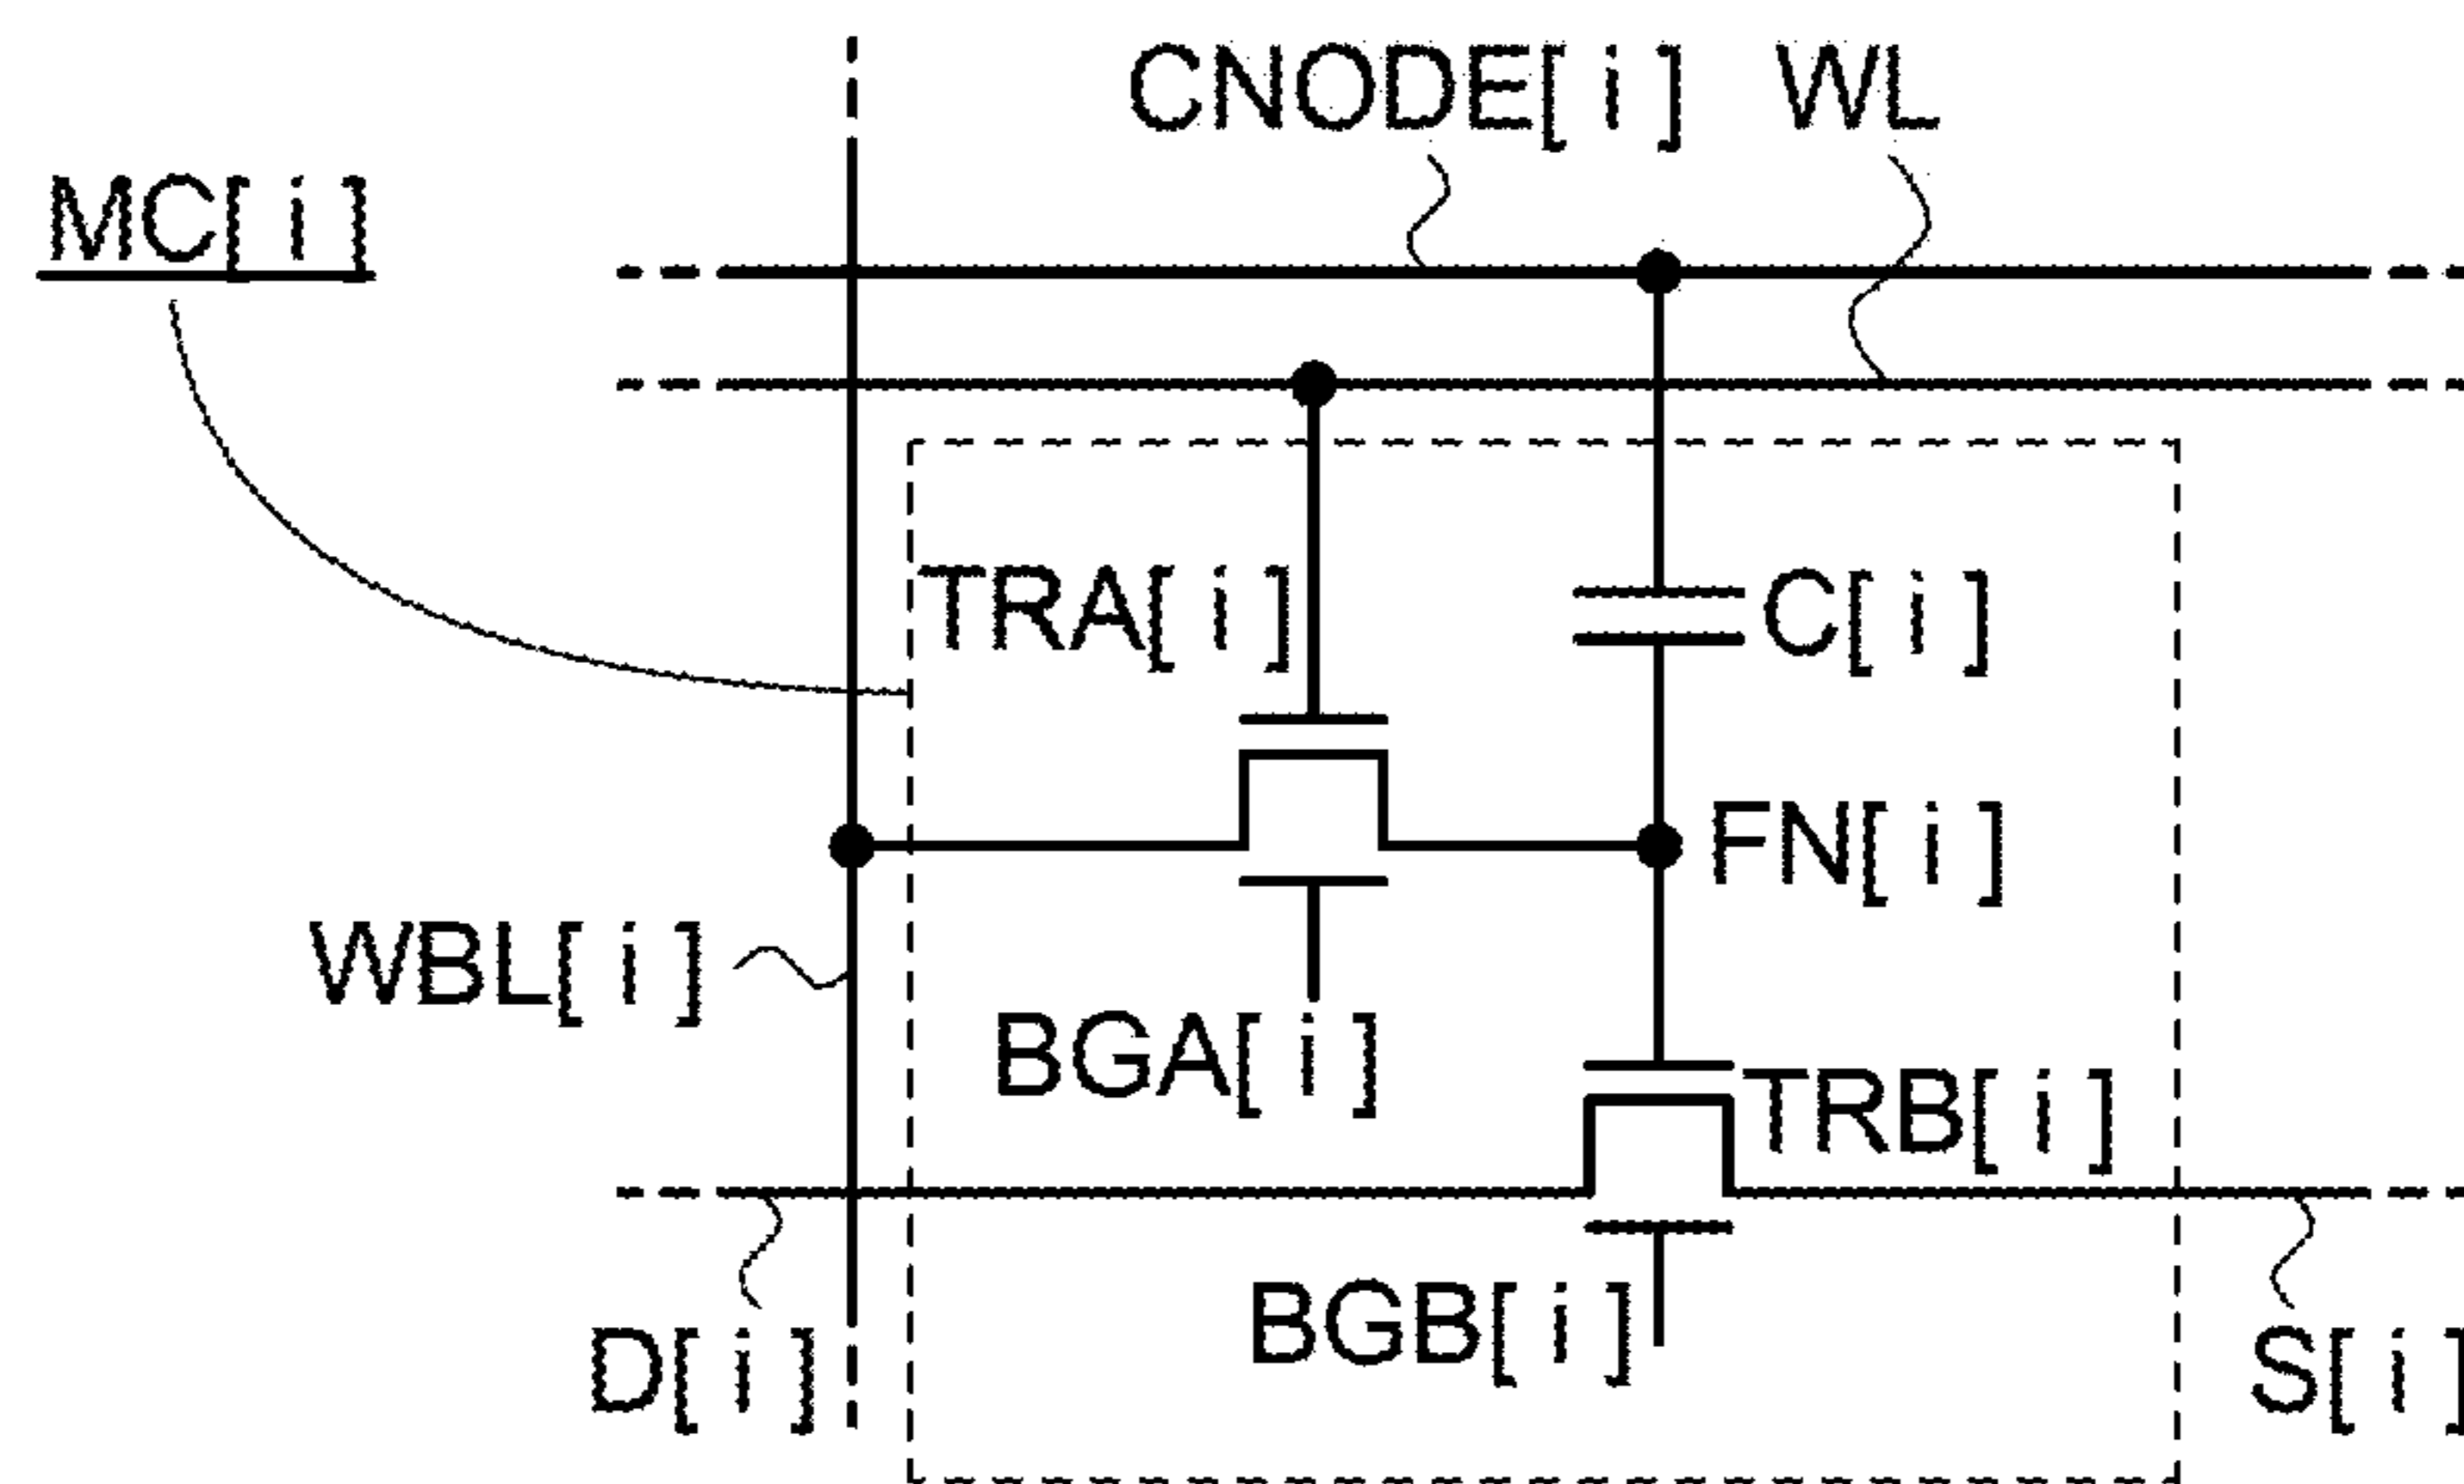 CNODE[ i ] WL
MC[ i ]
TRA[ i ]
C[ i ]
FN[ i ]
WBL[ i ]
BGA[ i ]
TRB[ i ]
BGB[ i ]
D[ i ]
S[ i ]